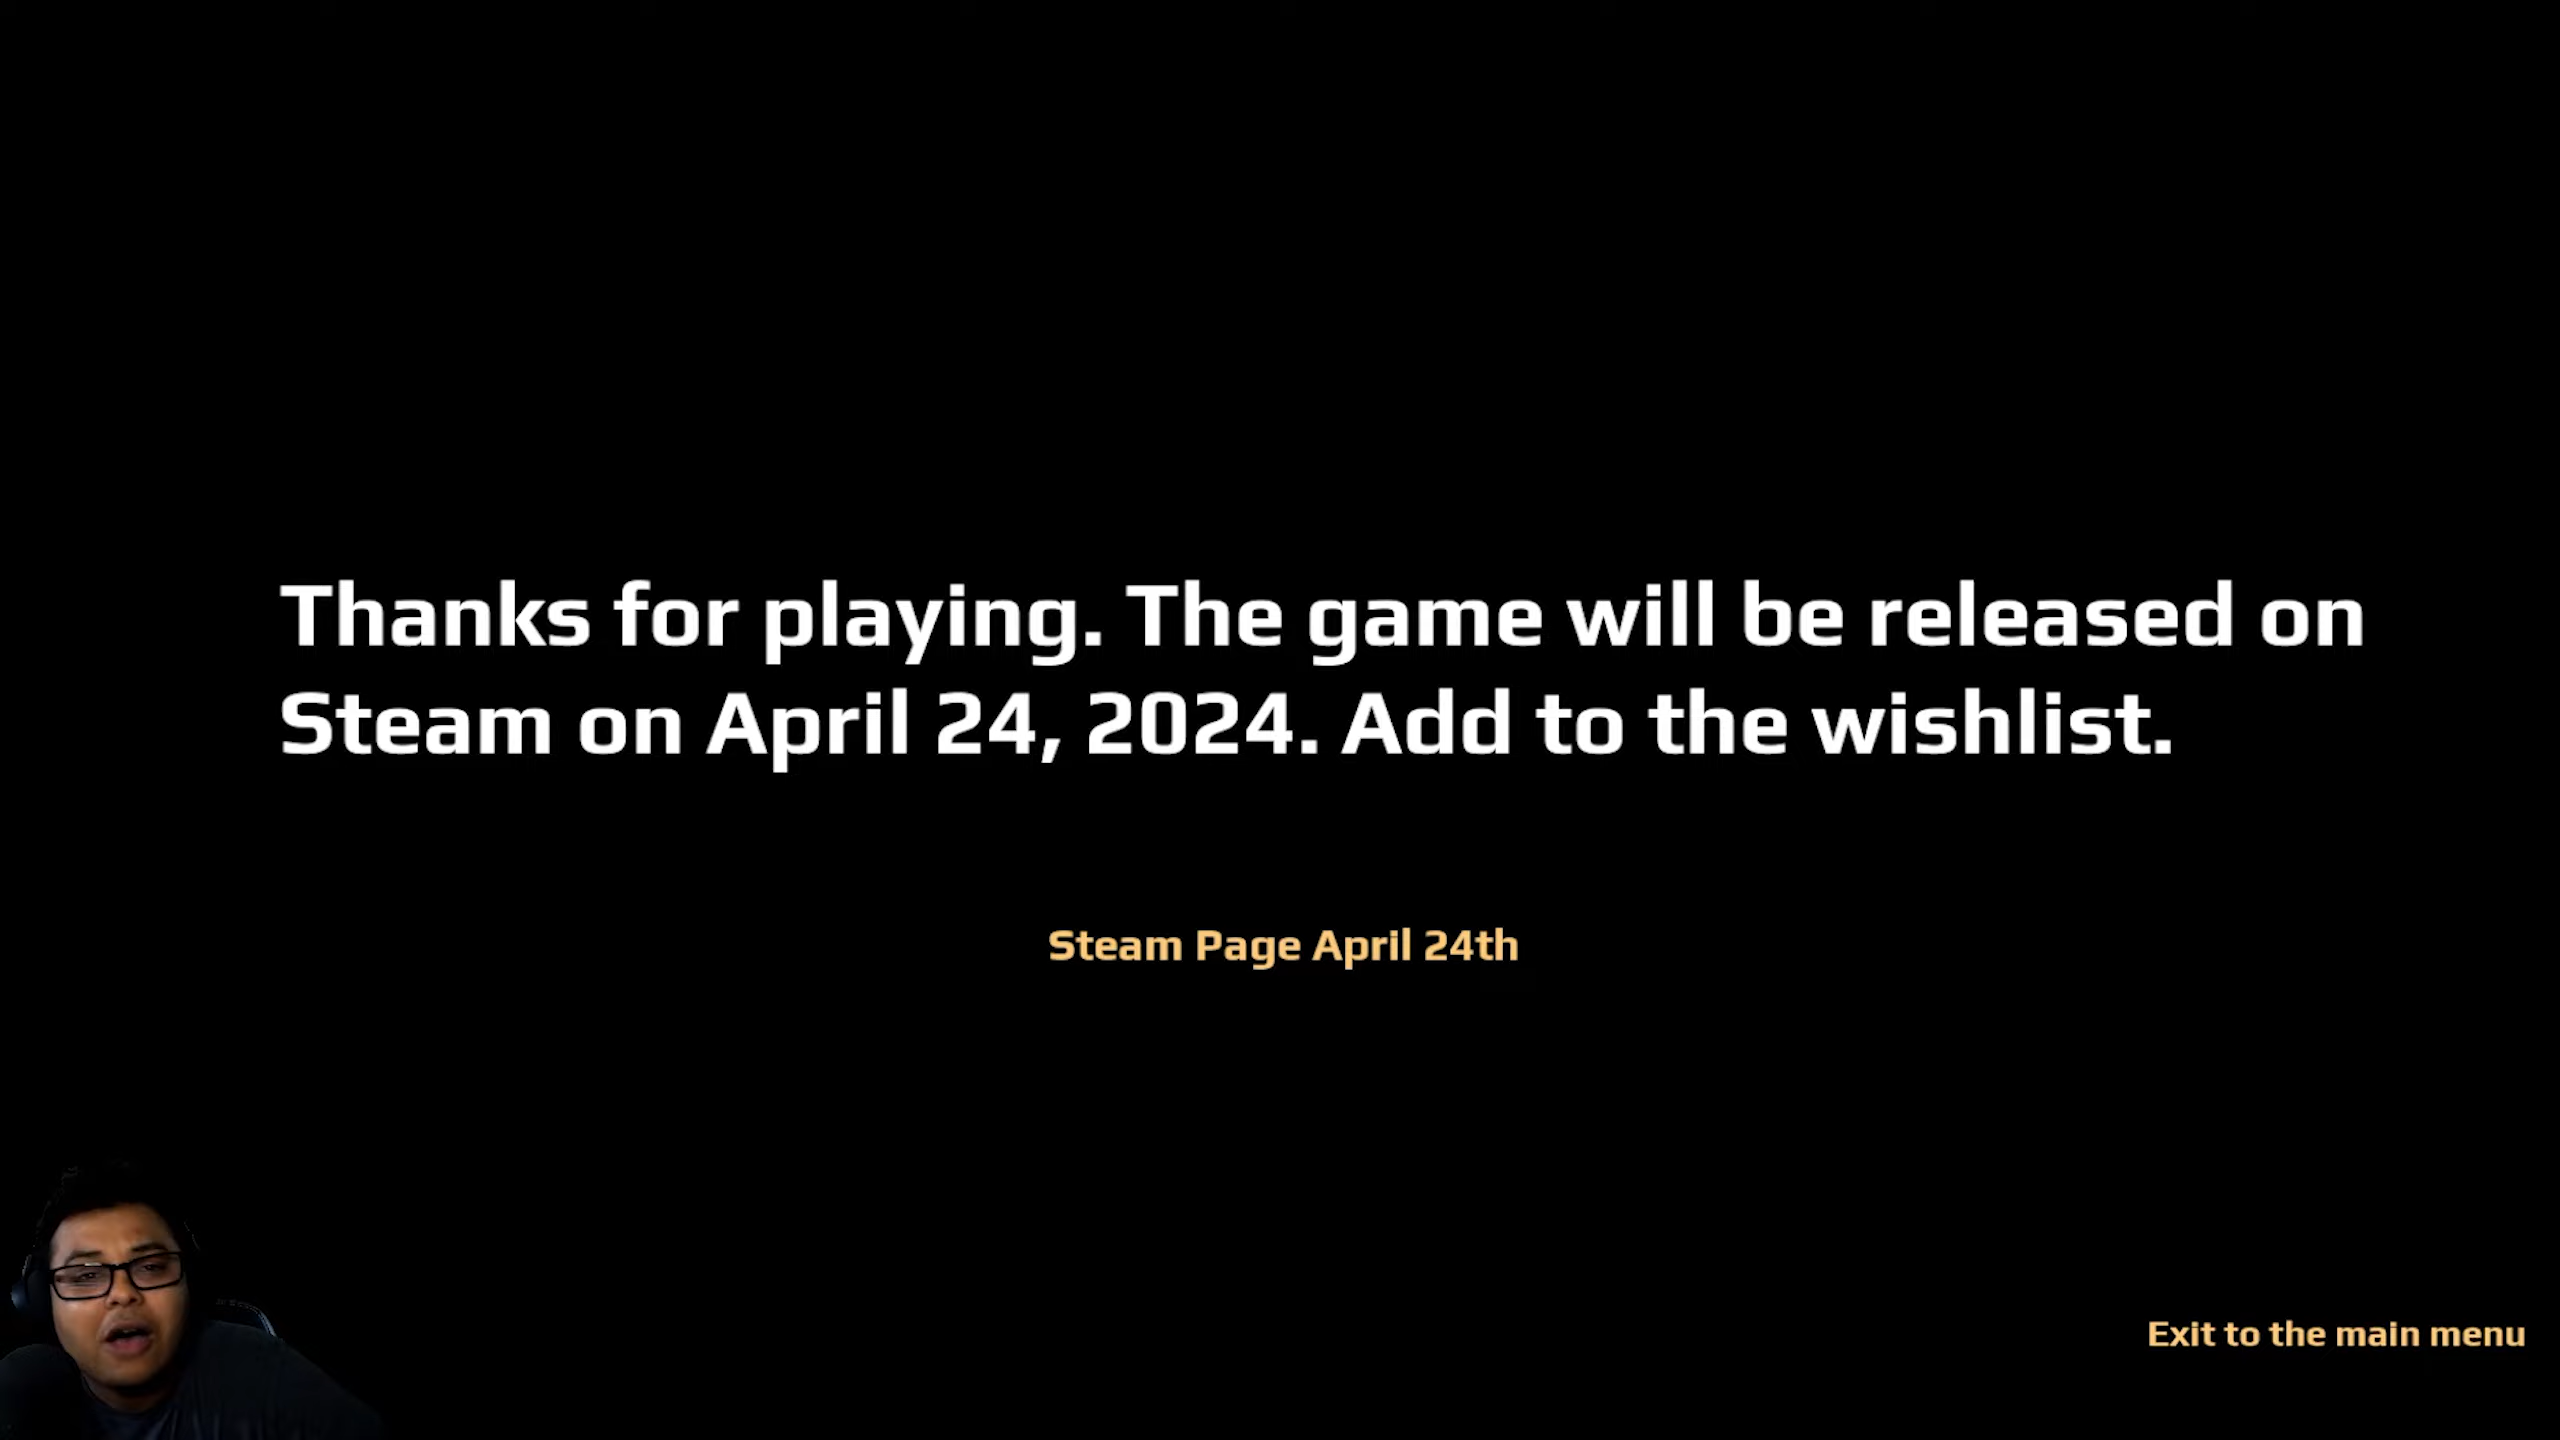 Thanks for playing. The game will be released on
Steam on April 24, 2024. Add to the wishlist.
Steam Page April 24th
Exit to the main menu